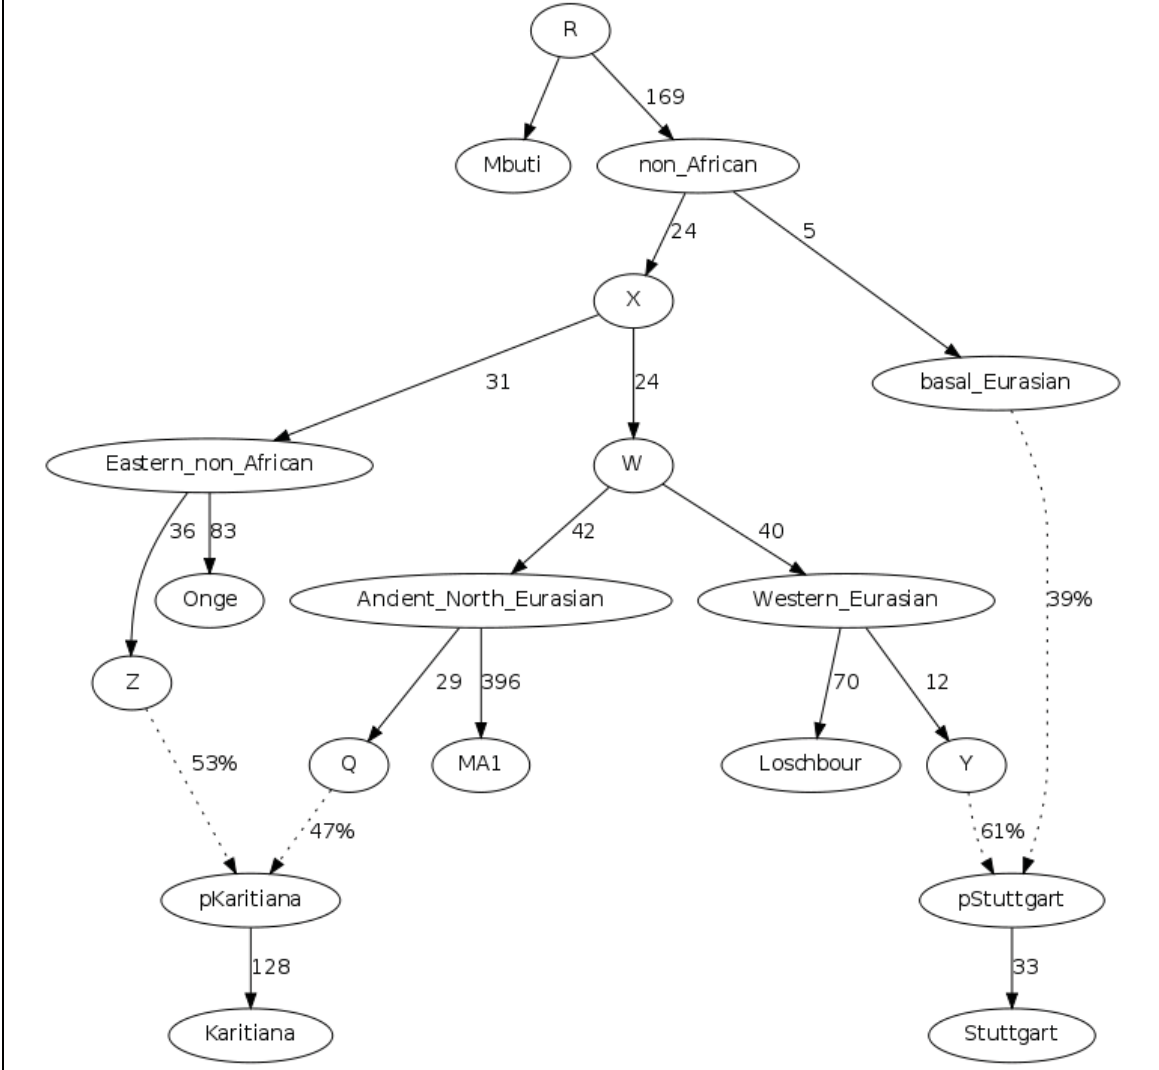 R
169
Mbuti
non_African
24
5
X
31
24
basal_Eurasian
Eastern_non_African
W
36
83
42
40
Onge
Ancient_North_Eurasian
Western_Eurasian
39%
Z
29
396
70
12
53%
Q
MA1
Loschbour
Y
47%
61%
pKaritiana
pStuttgart
128
33
Karitiana
Stuttgart